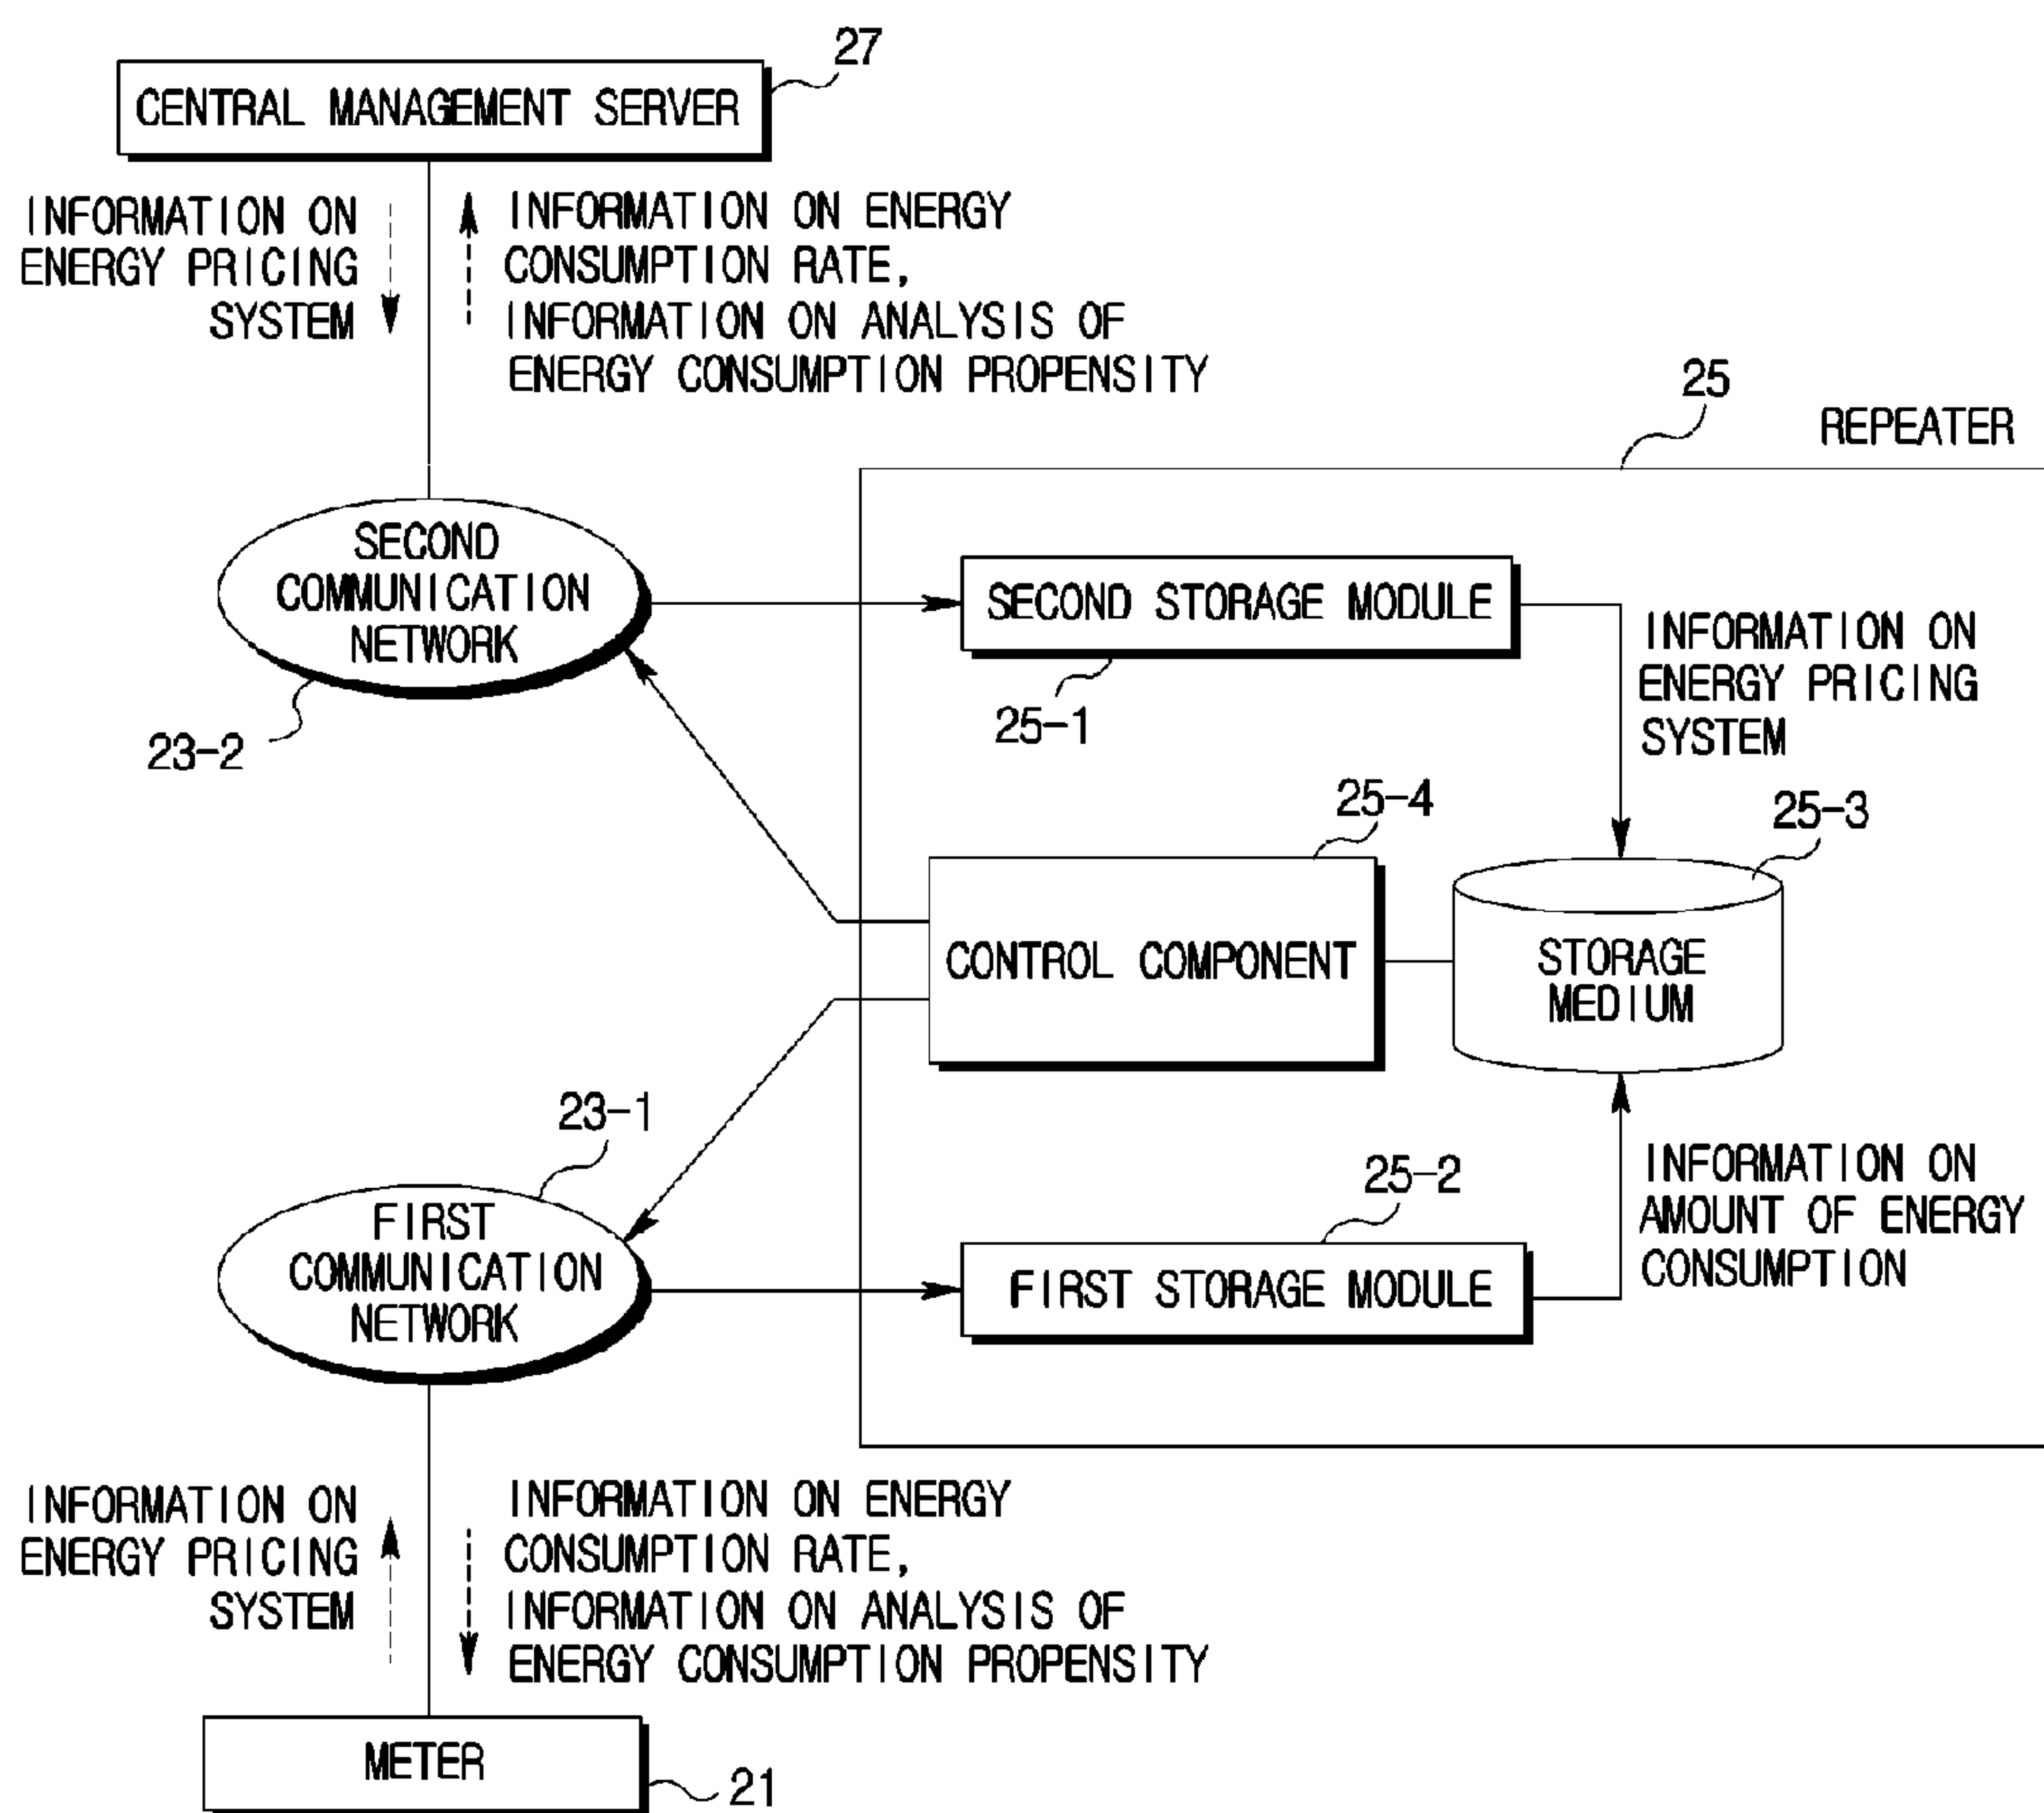 27
CENTRAL MANAGEMENT SERVER
INFORMATION ON
ENERGY PRICING
SYSTEM
INFORMATION ON ENERGY
CONSUMPTION RATE,
INFORMATION ON ANALYSIS OF
ENERGY CONSUMPTION PROPENSITY
25
REPEATER
SECOND
COMMUNICATION
NETWORK
23-2
SECOND STORAGE MODULE
25-1
INFORMATION ON
ENERGY PRICING
SYSTEM
25-4
25-3
CONTROL COMPONENT
STORAGE
MEDIUM
23-1
FIRST
COMMUNICATION
NETWORK
25-2
FIRST STORAGE MODULE
INFORMATION ON
AMOUNT OF ENERGY
CONSUMPTION
INFORMATION ON
ENERGY PRICING
SYSTEM
INFORMATION ON ENERGY
CONSUMPTION RATE,
INFORMATION ON ANALYSIS OF
ENERGY CONSUMPTION PROPENSITY
METER
21